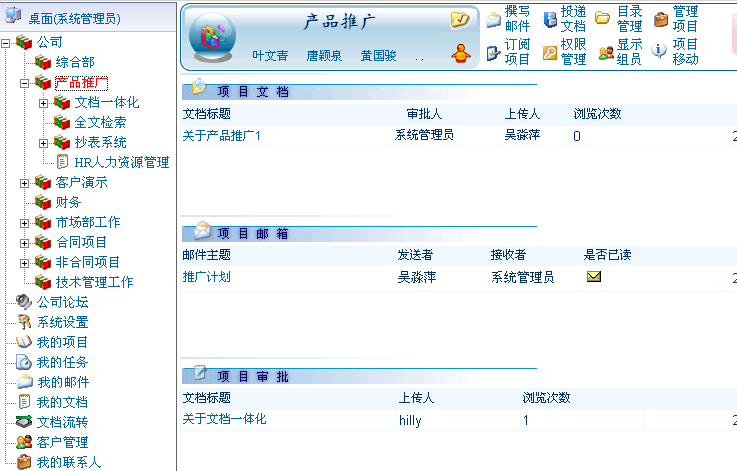 桌面(系统管理员)
公司
综合部
产品推广
文档一体化
全文检索
抄表系统
HR人力资源管理
客户演示
财务
市场部工作
合同项目
非合同项目
技术管理工作
公司论坛
系统设置
我的项目
我的任务
我的邮件
我的文档
文档流转
客户管理
我的联系人
产品推广
叶文青 唐颖泉 黄国骏 ..
撰写邮件 投递文档 目录管理 管理项目
订阅项目 权限管理 显示组员 项目移动
项目文档
文档标题 审批人 上传人 浏览次数
关于产品推广1 系统管理员 吴淼萍 0 2
项目邮箱
邮件主题 发送者 接收者 是否已读
推广计划 吴淼萍 系统管理员 2
项目审批
文档标题 上传人 浏览次数
关于文档一体化 hilly 1 2